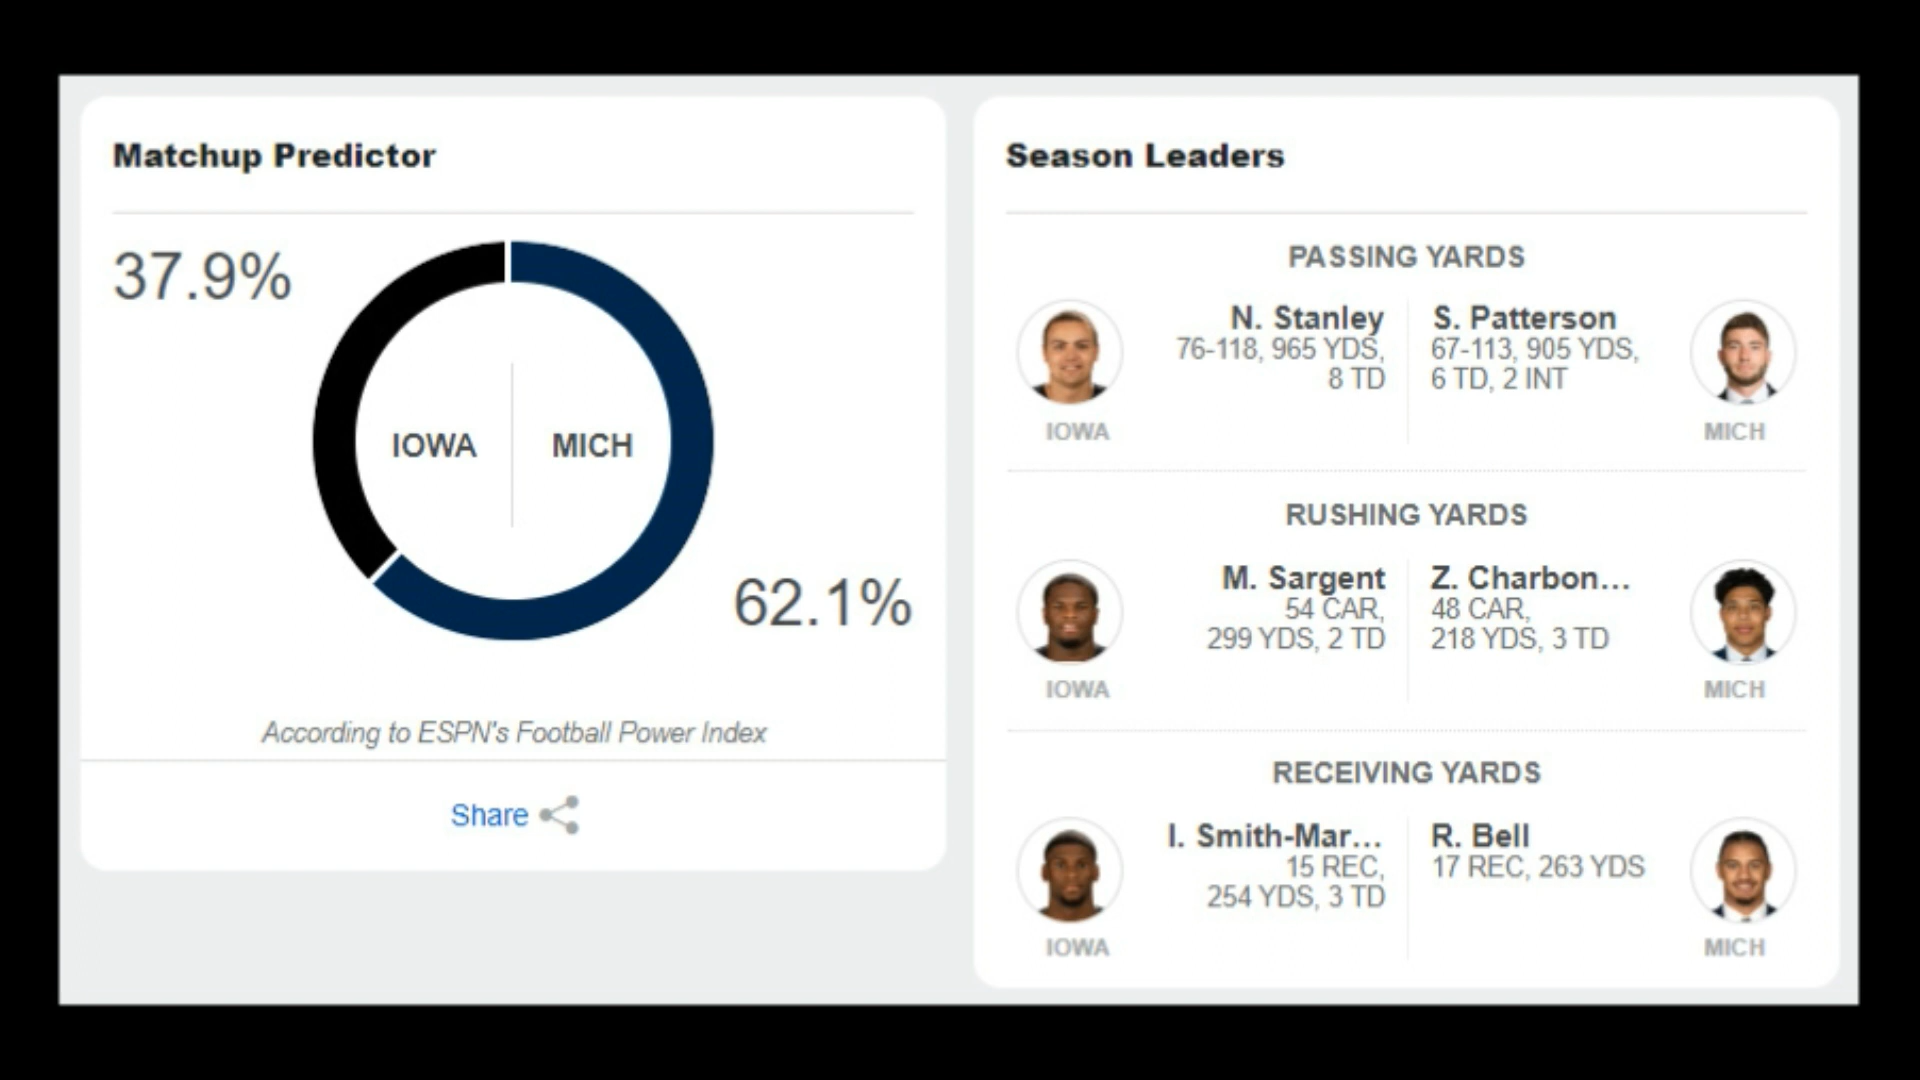 Matchup Predictor
37.9%
IOWA
MICH
62.1%
According to ESPN's Football Power Index
Share
Season Leaders
PASSING YARDS
N. Stanley
76-118, 965 YDS,
8 TD
IOWA
S. Patterson
67-113, 905 YDS,
6 TD, 2 INT
MICH
RUSHING YARDS
M. Sargent
54 CAR,
299 YDS, 2 TD
IOWA
Z. Charbon...
48 CAR,
218 YDS, 3 TD
MICH
RECEIVING YARDS
I. Smith-Mar...
15 REC,
254 YDS, 3 TD
IOWA
R. Bell
17 REC, 263 YDS
MICH